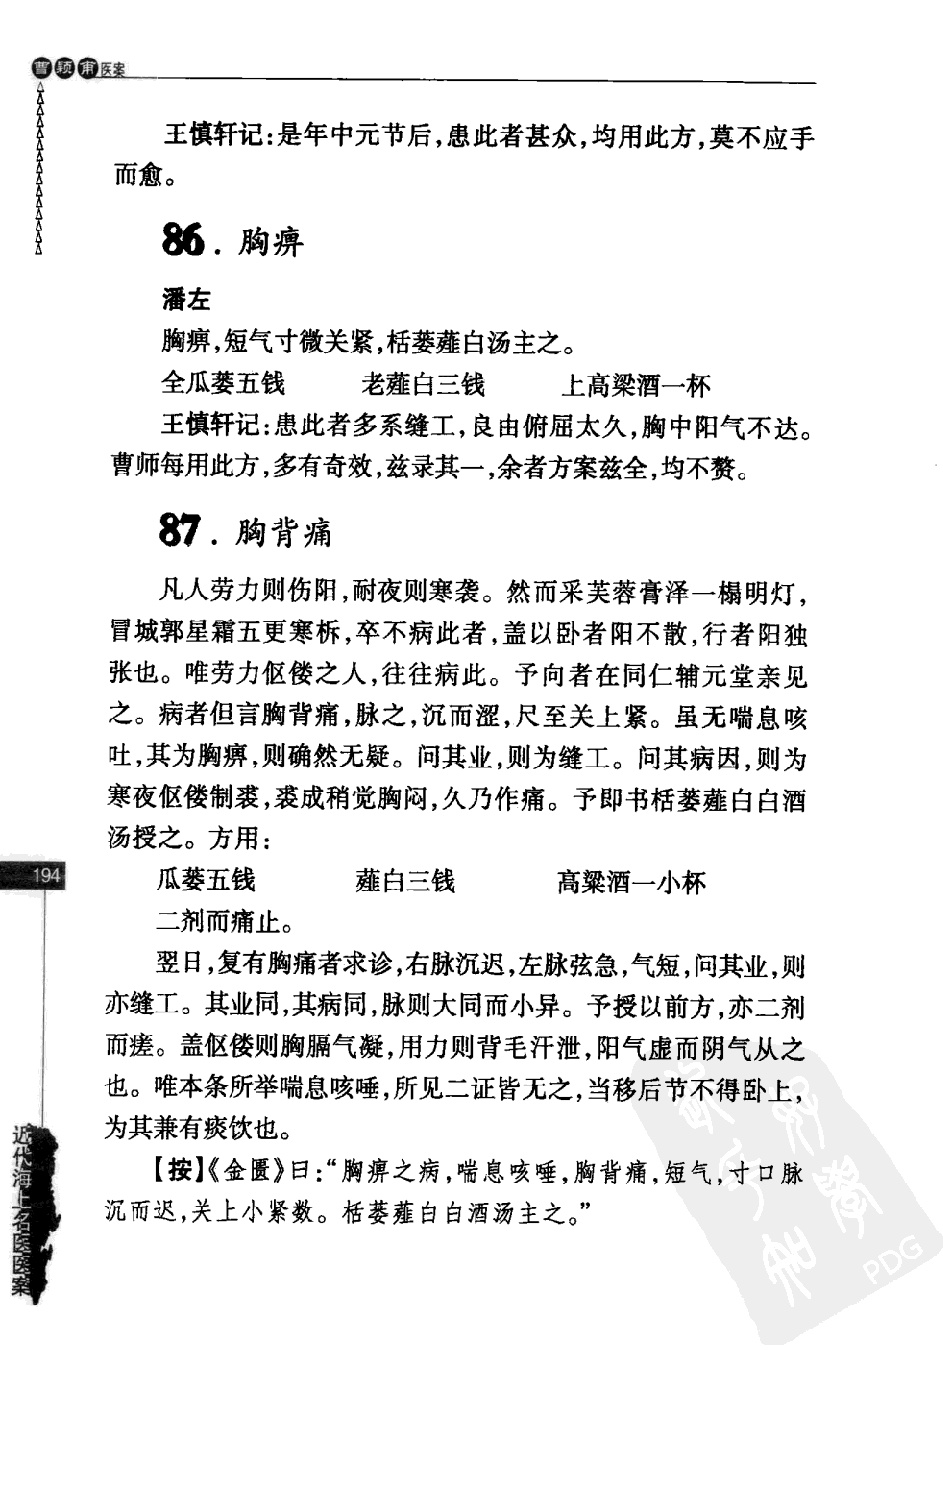 曹颖甫医案
王慎轩记:是年中元节后,患此者甚众,均用此方,莫不应手
而愈。
86．胸痹
潘左
胸痹,短气寸微关紧,栝蒌薤白汤主之。
全瓜蒌五钱 老薤白三钱 上高梁酒一杯
王慎轩记:患此者多系缝工,良由俯屈太久,胸中阳气不达。
曹师每用此方,多有奇效,兹录其一,余者方案兹全,均不赘。
87．胸背痛
凡人劳力则伤阳,耐夜则寒袭。然而采芙蓉膏泽一榻明灯,
冒城郭星霜五更寒柝,卒不病此者,盖以卧者阳不散,行者阳独
张也。唯劳力伛偻之人,往往病此。予向者在同仁辅元堂亲见
之。病者但言胸背痛,脉之,沉而涩,尺至关上紧。虽无喘息咳
吐,其为胸痹,则确然无疑。问其业,则为缝工。问其病因,则为
寒夜伛偻制裘,裘成稍觉胸闷,久乃作痛。予即书栝蒌薤白白酒
汤授之。方用:
194
瓜蒌五钱 薤白三钱 高粱酒一小杯
二剂而痛止。
翌日,复有胸痛者求诊,右脉沉迟,左脉弦急,气短,问其业,则
亦缝工。其业同,其病同,脉则大同而小异。予授以前方,亦二剂
而瘥。盖伛偻则胸膈气凝,用力则背毛汗泄,阳气虚而阴气从之
也。唯本条所举喘息咳唾,所见二证皆无之,当移后节不得卧上,
为其兼有痰饮也。
【按】《金匮》曰:“胸痹之病,喘息咳唾,胸背痛,短气,寸口脉
沉而迟,关上小紧数。栝蒌薤白白酒汤主之。”
近代海上名医医案
PDG